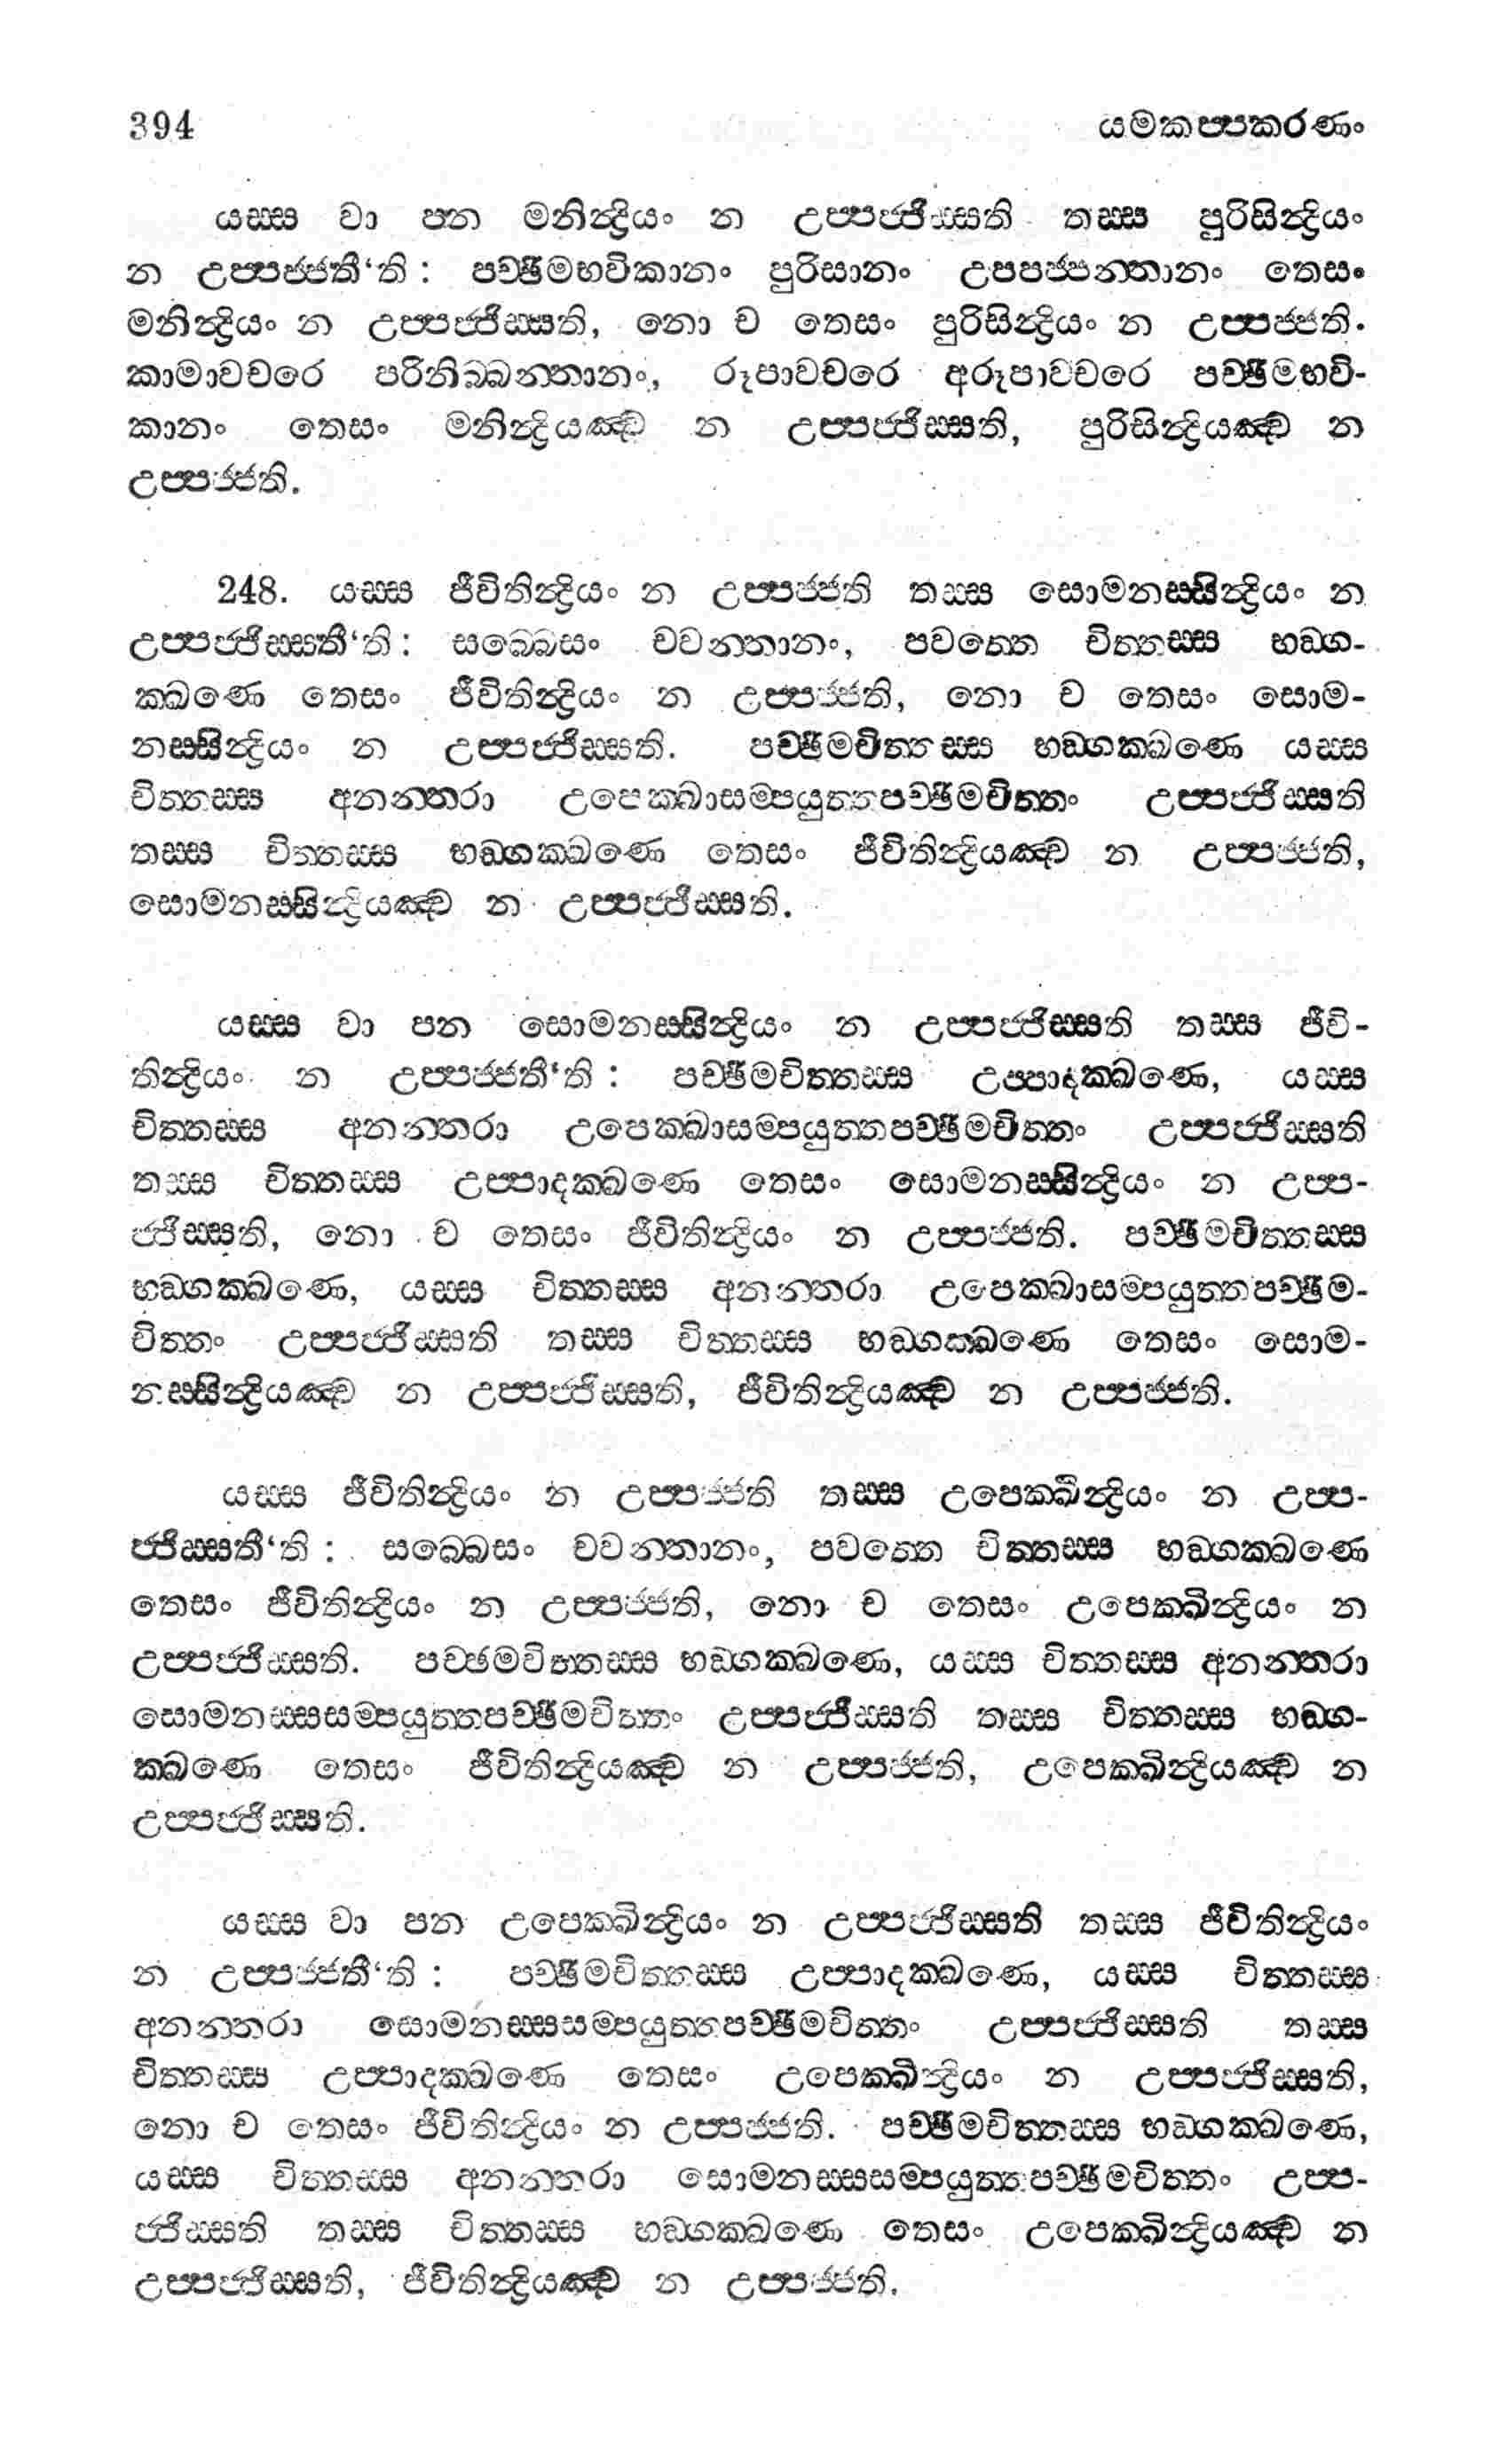 394 යමකප්පකරණං
යස්ස වා පන මනින්ද්‍රියං න උප්පජ්ජිස්සති තස්ස පුරිසින්ද්‍රියං
න උප්පජ්ජතී‘ති : පච්ඡිමභවිකානං පුරිසානං උපපජ්ජන්තානං තෙසං
මනින්ද්‍රියං න උප්පජ්ජිස්සති, නො ච තෙසං පුරිසින්ද්‍රියං න උප්පජ්ජති.
කාමාවචරෙ පරිනිබ්බන්තානං, රූපාවචරෙ අරූපාවචරෙ පච්ඡිමභවි-
කානං තෙසං මනින්ද්‍රියඤ්ච න උප්පජ්ජිස්සති, පුරිසින්ද්‍රියඤ්ච න
උප්පජ්ජති.
248. යස්ස ජීවිතින්ද්‍රියං න උප්පජ්ජති තස්ස සොමනස්සින්ද්‍රියං න
උප්පජ්ජිස්සතී‘ති : සබ්බෙසං චවන්තානං, පවත්තෙ චිත්තස්ස භඞ්ග-
ක්ඛණෙ තෙසං ජීවිතින්ද්‍රියං න උප්පජ්ජති, නො ච තෙසං සොම-
නස්සින්ද්‍රියං න උප්පජ්ජිස්සති. පච්ඡිමචිත්තස්ස භඞ්ගක්ඛණෙ යස්ස
චිත්තස්ස අනන්තරා උපෙක්ඛාසම්පයුත්තපච්ඡිමචිත්තං උප්පජ්ජිස්සති
තස්ස චිත්තස්ස භඞ්ගක්ඛණෙ තෙසං ජීවිතින්ද්‍රියඤ්ච න උප්පජ්ජති,
සොමනස්සින්ද්‍රියඤ්ච න උප්පජ්ජිස්සති.
යස්ස වා පන සොමනස්සින්ද්‍රියං න උප්පජ්ජිස්සති තස්ස ජීවි-
තින්ද්‍රියං න උප්පජ්ජතී‘ති : පච්ඡිමචිත්තස්ස උප්පාදක්ඛණෙ, යස්ස
චිත්තස්ස අනන්තරා උපෙක්ඛාසම්පයුත්තපච්ඡිමචිත්තං උප්පජ්ජිස්සති
තස්ස චිත්තස්ස උප්පාදක්ඛණෙ තෙසං සොමනස්සින්ද්‍රියං න උප්ප-
ජ්ජිස්සති, නො ච තෙසං ජීවිතින්ද්‍රියං න උප්පජ්ජති. පච්ඡිමචිත්තස්ස
භඞ්ගක්ඛණෙ, යස්ස චිත්තස්ස අනන්තරා උපෙක්ඛාසම්පයුත්තපච්ඡිම-
චිත්තං උප්පජ්ජිස්සති තස්ස චිත්තස්ස භඞ්ගක්ඛණෙ තෙසං සොම-
නස්සින්ද්‍රියඤ්ච න උප්පජ්ජිස්සති, ජීවිතින්ද්‍රියඤ්ච න උප්පජ්ජති.
යස්ස ජීවිතින්ද්‍රියං න උප්පජ්ජති තස්ස උපෙක්ඛින්ද්‍රියං න උප්ප-
ජ්ජිස්සතී‘ති : සබ්බෙසං චවන්තානං, පවත්තෙ චිත්තස්ස භඞ්ගක්ඛණෙ
තෙසං ජීවිතින්ද්‍රියං න උප්පජ්ජති, නො ච තෙසං උපෙක්ඛින්ද්‍රියං න
උප්පජ්ජිස්සති. පච්ඡමචිත්තස්ස භඞ්ගක්ඛණෙ, යස්ස චිත්තස්ස අනන්තරා
සොමනස්සසම්පයුත්තපච්ඡිමචිත්තං උප්පජ්ජිස්සති තස්ස චිත්තස්ස භඞ්ග-
ක්ඛණෙ තෙසං ජීවිතින්ද්‍රියඤ්ච න උප්පජ්ජති, උපෙක්ඛින්ද්‍රියඤ්ච න
උප්පජ්ජිස්සති.
යස්ස වා පන උපෙක්ඛින්ද්‍රියං න උප්පජ්ජිස්සති තස්ස ජීවිතින්ද්‍රියං
න උප්පජ්ජතී‘ති : පච්ඡිමචිත්තස්ස උප්පාදක්ඛණෙ, යස්ස චිත්තස්ස
අනන්තරා සොමනස්සසම්පයුත්තපච්ඡිමචිත්තං උප්පජ්ජිස්සති තස්ස
චිත්තස්ස උප්පාදක්ඛණෙ තෙසං උපෙක්ඛින්ද්‍රියං න උප්පජ්ජිස්සති,
නො ච තෙසං ජීවිතින්ද්‍රියං න උප්පජ්ජති. පච්ඡිමචිත්තස්ස භඞ්ගක්ඛණෙ,
යස්ස චිත්තස්ස අනන්තරා සොමනස්සසම්පයුත්තපච්ඡිමචිත්තං උප්ප-
ජ්ජිස්සති තස්ස චිත්තස්ස භඞ්ගක්ඛණෙ තෙසං උපෙක්ඛින්ද්‍රියඤ්ච න
උප්පජ්ජිස්සති, ජීවිතින්ද්‍රියඤ්ච න උප්පජ්ජති.